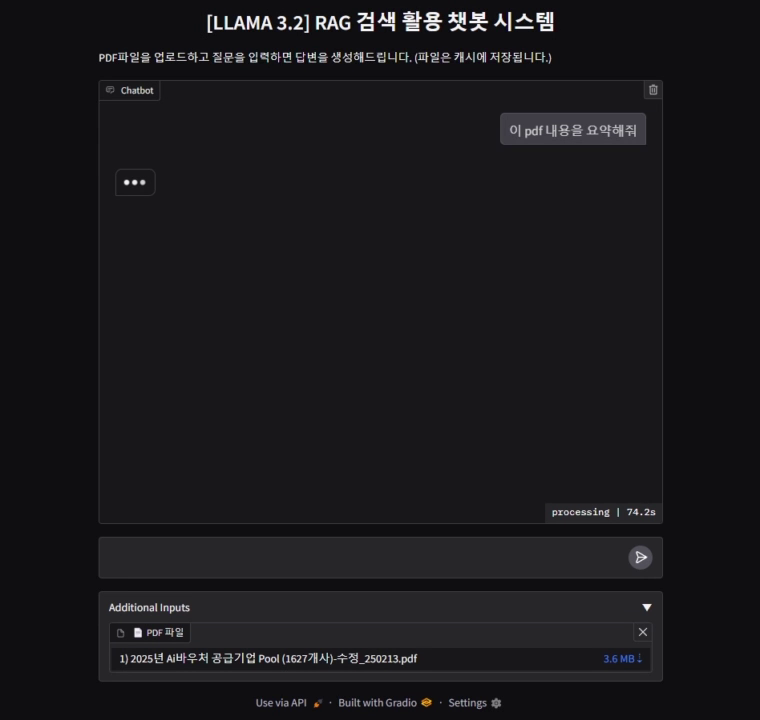 [LLAMA 3.2] RAG 검색 활용 챗봇 시스템
PDF파일을 업로드하고 질문을 입력하면 답변을 생성해드립니다. (파일은 캐시에 저장됩니다.)
Chatbot
이 pdf 내용을 요약해줘
processing | 74.2s
Additional Inputs
PDF 파일
1) 2025년 Ai바우처 공급기업 Pool (1627개사)-수정_250213.pdf 3.6 MB ↓
Use via API · Built with Gradio · Settings